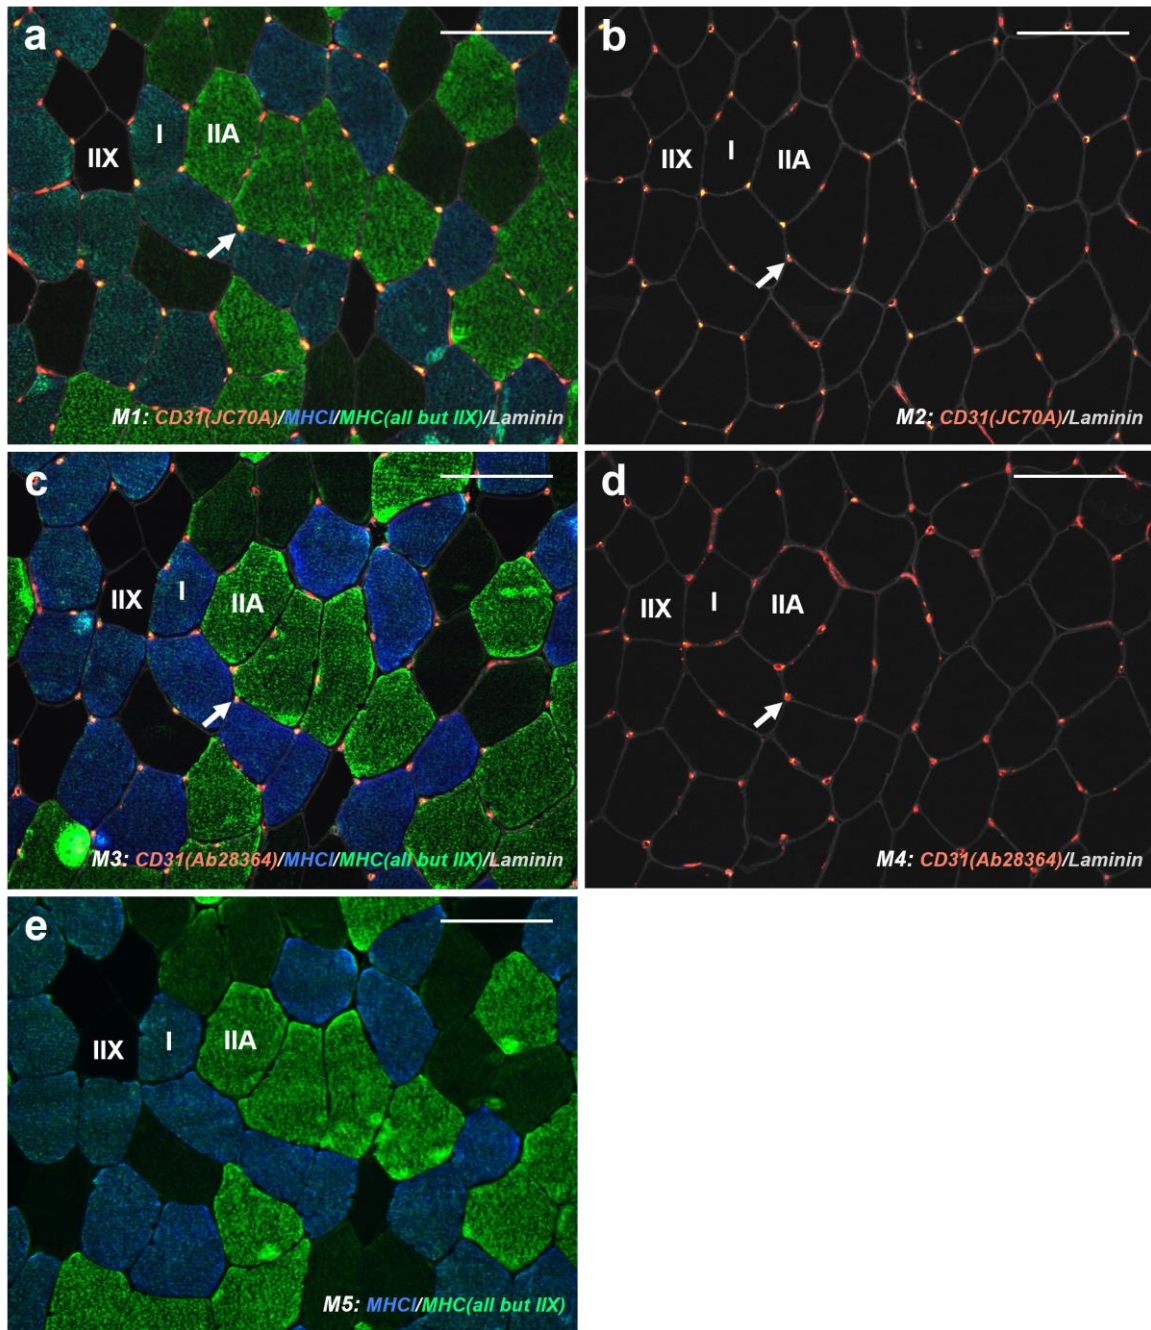 a
IIX I IIA
M1: CD31(JC70A)/MHCI/MHC(all but IIX)/Laminin
b
IIX I IIA
M2: CD31(JC70A)/Laminin
c
IIX I IIA
M3: CD31(Ab28364)/MHCI/MHC(all but IIX)/Laminin
d
IIX I IIA
M4: CD31(Ab28364)/Laminin
e
IIX I IIA
M5: MHCI/MHC(all but IIX)